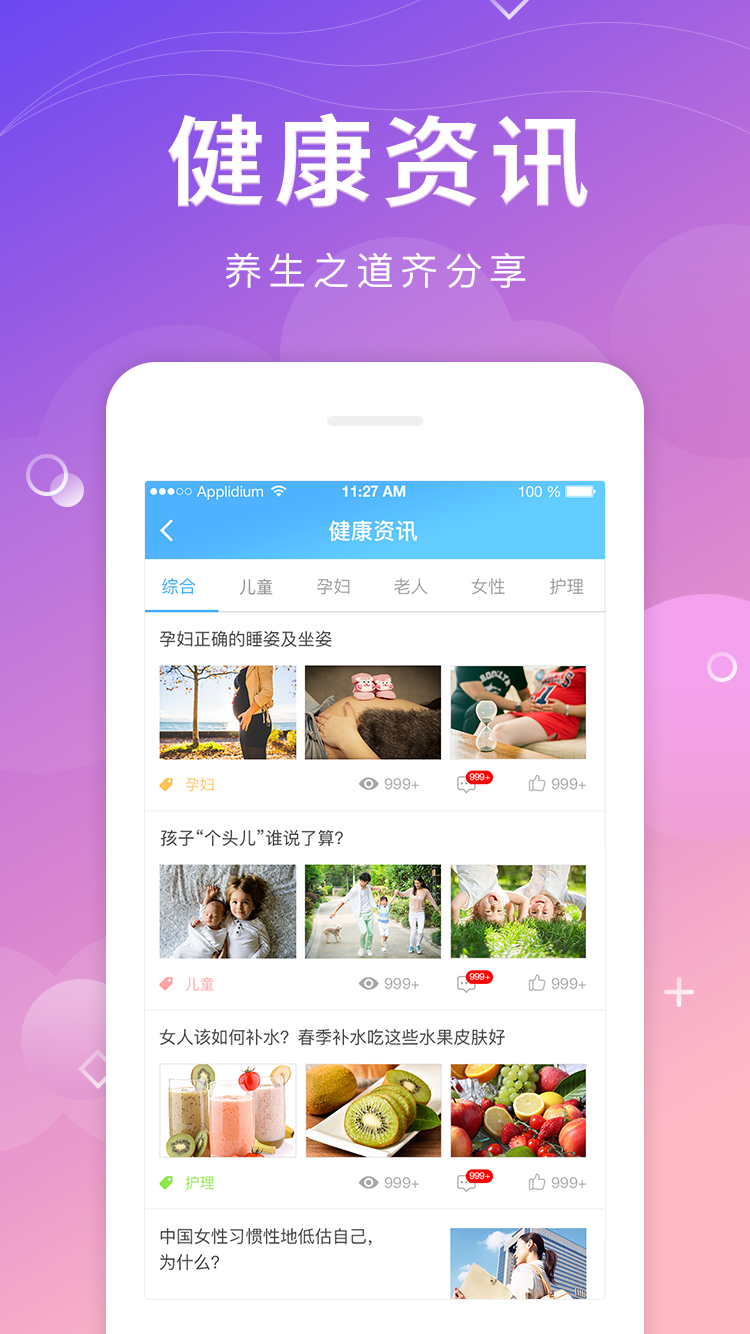 健康资讯
养生之道齐分享
Applidium 11:27 AM 100 %
健康资讯
综合 儿童 孕妇 老人 女性 护理
孕妇正确的睡姿及坐姿
孕妇 999+ 999+ 999+
孩子“个头儿”谁说了算?
儿童 999+ 999+ 999+
女人该如何补水？春季补水吃这些水果皮肤好
护理 999+ 999+ 999+
中国女性习惯性地低估自己，
为什么?